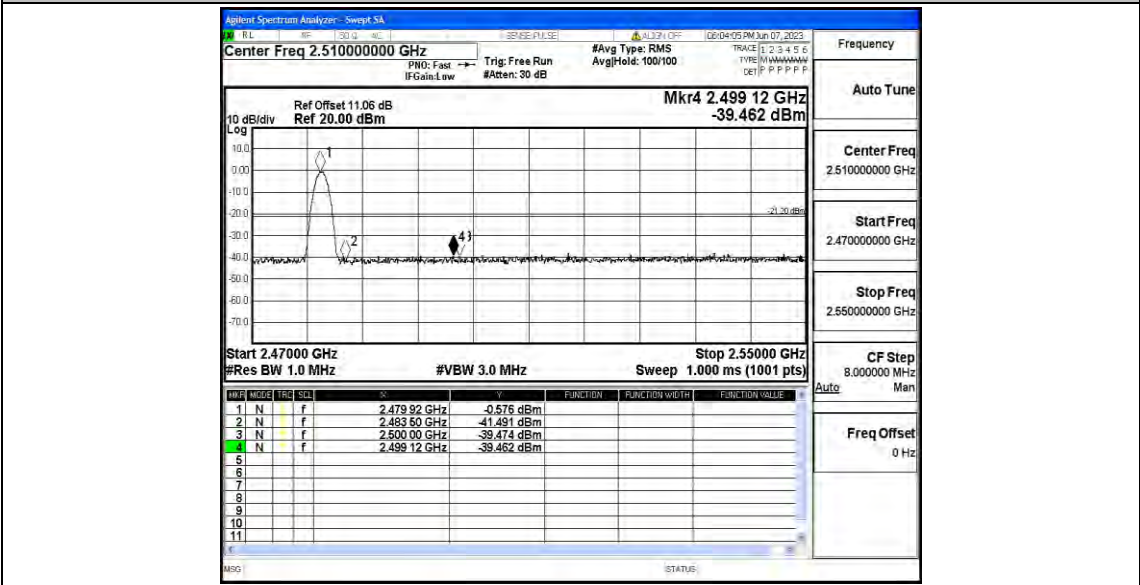 Agilent Spectrum Analyzer - Swept SA
RL RF 50 Ω AC SENSE:PULSE ALIGN OFF 06:04:05 PM Jun 07, 2023
Center Freq 2.510000000 GHz
PNO: Fast
IFGain:Low
Trig: Free Run
#Atten: 30 dB
#Avg Type: RMS
Avg|Hold: 100/100
TRACE 1 2 3 4 5 6
TYPE M WWWWW
DET P P P P P P
Ref Offset 11.06 dB
10 dB/div Ref 20.00 dBm
Log
Mkr4 2.499 12 GHz
-39.462 dBm
10.0
0.00
-10.0
-20.0
-30.0
-40.0
-50.0
-60.0
-70.0
1
2
4
3
-21.20 dBm
Start 2.47000 GHz Stop 2.55000 GHz
#Res BW 1.0 MHz #VBW 3.0 MHz Sweep 1.000 ms (1001 pts)
MKR MODE TRC SCL X Y FUNCTION FUNCTION WIDTH FUNCTION VALUE
1 N f 2.479 92 GHz -0.576 dBm
2 N f 2.483 50 GHz -41.491 dBm
3 N f 2.500 00 GHz -39.474 dBm
4 N f 2.499 12 GHz -39.462 dBm
5
6
7
8
9
10
11
MSG STATUS
Frequency
Auto Tune
Center Freq
2.510000000 GHz
Start Freq
2.470000000 GHz
Stop Freq
2.550000000 GHz
CF Step
8.000000 MHz
Auto Man
Freq Offset
0 Hz